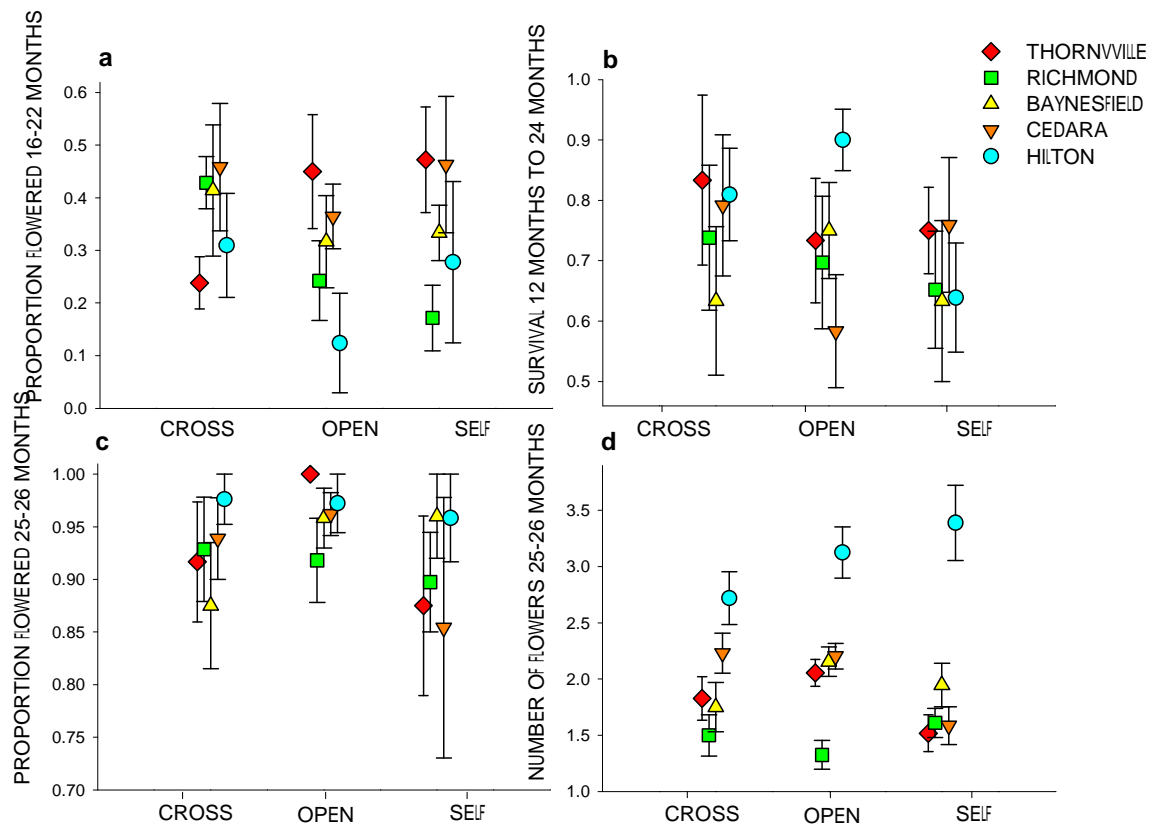 a
PROPORTION FLOWERED 16-22 MONTHS
0.6
0.5
0.4
0.3
0.2
0.1
0.0
CROSS OPEN SELF
b
SURVIVAL 12 MONTHS TO 24 MONTHS
1.0
0.9
0.8
0.7
0.6
0.5
CROSS OPEN SELF
THORNVVILLE
RICHMOND
BAYNESFIELD
CEDARA
HILTON
c
PROPORTION FLOWERED 25-26 MONTHS
1.00
0.95
0.90
0.85
0.80
0.75
0.70
CROSS OPEN SELF
d
NUMBER OF FLOWERS 25-26 MONTHS
3.5
3.0
2.5
2.0
1.5
1.0
CROSS OPEN SELF